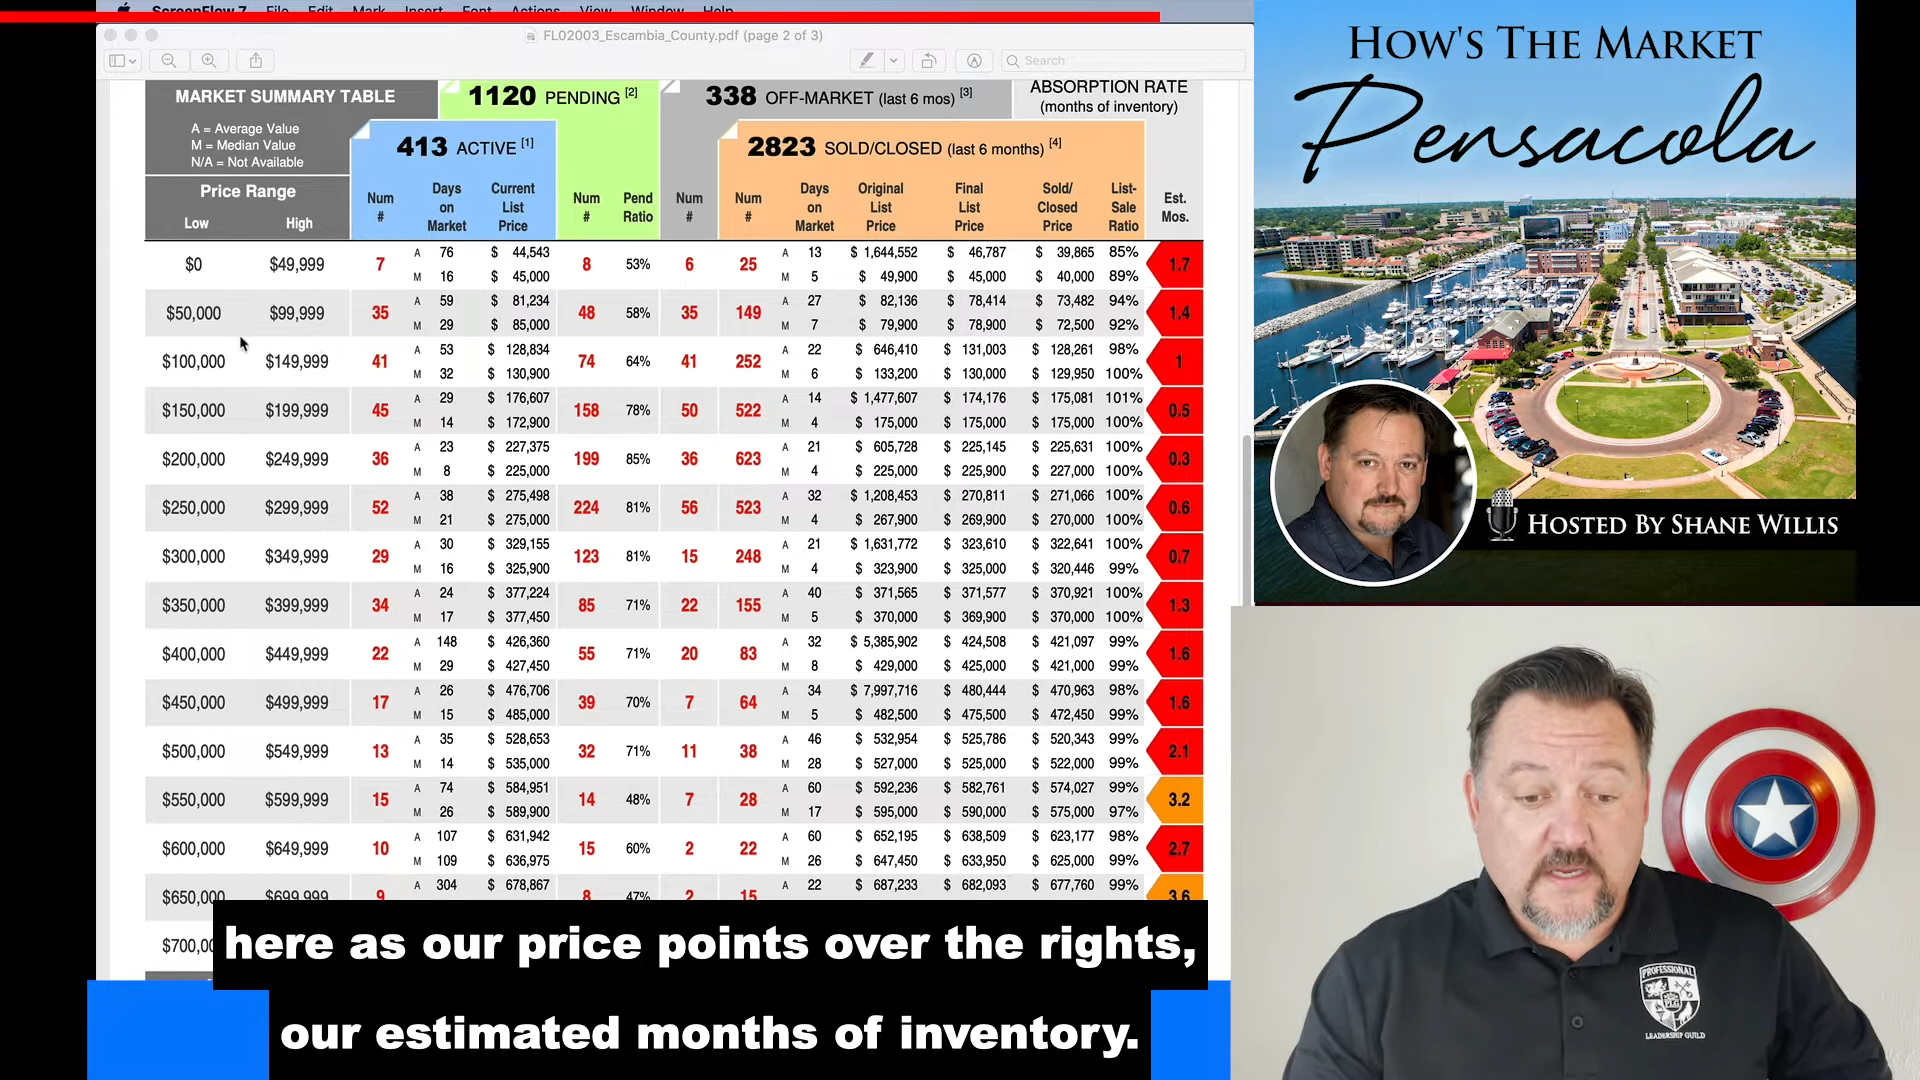 ScreenFlow 7 File Edit Mark Insert Font Actions View Window Help
FL02003_Escambia_County.pdf (page 2 of 3)
Search
MARKET SUMMARY TABLE
A = Average Value
M = Median Value
N/A = Not Available
1120 PENDING [2]
338 OFF-MARKET (last 6 mos) [3]
ABSORPTION RATE
(months of inventory)
413 ACTIVE [1]
2823 SOLD/CLOSED (last 6 months) [4]
Price Range
Low High
Num # Days on Market Current List Price Num # Pend Ratio Num # Num # Days on Market Original List Price Final List Price Sold/ Closed Price List-Sale Ratio Est. Mos.
A 76 $ 44,543 A 13 $ 1,644,552 $ 46,787 $ 39,865 85%
$0 $49,999 7 8 53% 6 25 1.7
M 16 $ 45,000 M 5 $ 49,900 $ 45,000 $ 40,000 89%
A 59 $ 81,234 A 27 $ 82,136 $ 78,414 $ 73,482 94%
$50,000 $99,999 35 48 58% 35 149 1.4
M 29 $ 85,000 M 7 $ 79,900 $ 78,900 $ 72,500 92%
A 53 $ 128,834 A 22 $ 646,410 $ 131,003 $ 128,261 98%
$100,000 $149,999 41 74 64% 41 252 1
M 32 $ 130,900 M 6 $ 133,200 $ 130,000 $ 129,950 100%
A 29 $ 176,607 A 14 $ 1,477,607 $ 174,176 $ 175,081 101%
$150,000 $199,999 45 158 78% 50 522 0.5
M 14 $ 172,900 M 4 $ 175,000 $ 175,000 $ 175,000 100%
A 23 $ 227,375 A 21 $ 605,728 $ 225,145 $ 225,631 100%
$200,000 $249,999 36 199 85% 36 623 0.3
M 8 $ 225,000 M 4 $ 225,000 $ 225,900 $ 227,000 100%
A 38 $ 275,498 A 32 $ 1,208,453 $ 270,811 $ 271,066 100%
$250,000 $299,999 52 224 81% 56 523 0.6
M 21 $ 275,000 M 4 $ 267,900 $ 269,900 $ 270,000 100%
A 30 $ 329,155 A 21 $ 1,631,772 $ 323,610 $ 322,641 100%
$300,000 $349,999 29 123 81% 15 248 0.7
M 16 $ 325,900 M 4 $ 323,900 $ 325,000 $ 320,446 99%
A 24 $ 377,224 A 40 $ 371,565 $ 371,577 $ 370,921 100%
$350,000 $399,999 34 85 71% 22 155 1.3
M 17 $ 377,450 M 5 $ 370,000 $ 369,900 $ 370,000 100%
A 148 $ 426,360 A 32 $ 5,385,902 $ 424,508 $ 421,097 99%
$400,000 $449,999 22 55 71% 20 83 1.6
M 29 $ 427,450 M 8 $ 429,000 $ 425,000 $ 421,000 99%
A 26 $ 476,706 A 34 $ 7,997,716 $ 480,444 $ 470,963 98%
$450,000 $499,999 17 39 70% 7 64 1.6
M 15 $ 485,000 M 5 $ 482,500 $ 475,500 $ 472,450 99%
A 35 $ 528,653 A 46 $ 532,954 $ 525,786 $ 520,343 99%
$500,000 $549,999 13 32 71% 11 38 2.1
M 14 $ 535,000 M 28 $ 527,000 $ 525,000 $ 522,000 99%
A 74 $ 584,951 A 60 $ 592,236 $ 582,761 $ 574,027 99%
$550,000 $599,999 15 14 48% 7 28 3.2
M 26 $ 589,900 M 17 $ 595,000 $ 590,000 $ 575,000 97%
A 107 $ 631,942 A 60 $ 652,195 $ 638,509 $ 623,177 98%
$600,000 $649,999 10 15 60% 2 22 2.7
M 109 $ 636,975 M 26 $ 647,450 $ 633,950 $ 625,000 99%
A 304 $ 678,867 A 22 $ 687,233 $ 682,093 $ 677,760 99%
$650,000 $699,999 9 8 47% 2 15 3.6
here as our price points over the rights,
our estimated months of inventory.
HOW'S THE MARKET
Pensacola
HOSTED BY SHANE WILLIS
PROFESSIONAL
PLG
LEADERSHIP GUILD